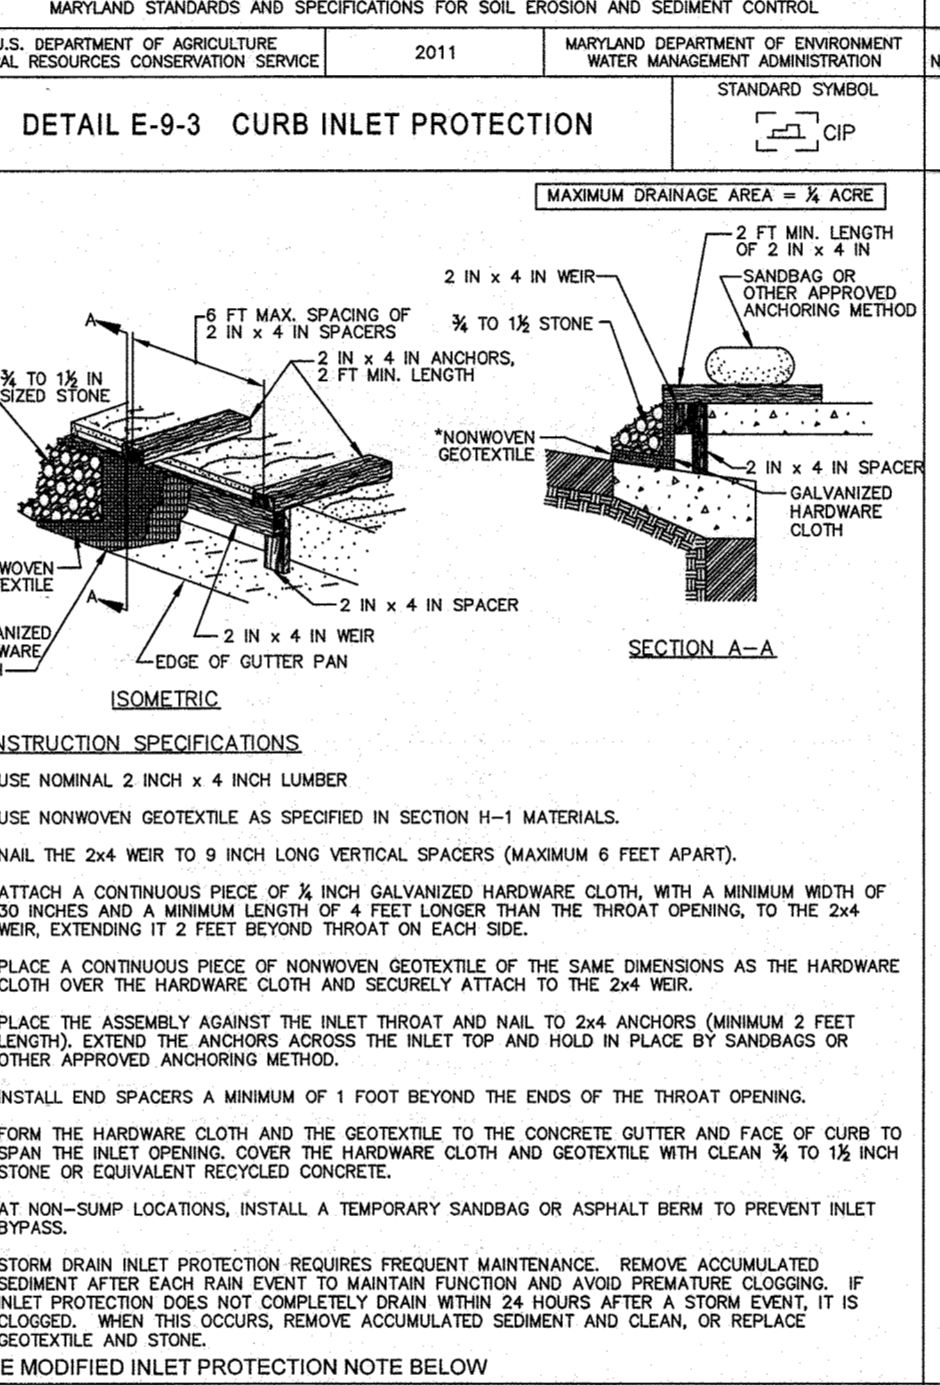 MARYLAND STANDARDS AND SPECIFICATIONS FOR SOIL EROSION AND SEDIMENT CONTROL
U.S. DEPARTMENT OF AGRICULTURE
AL RESOURCES CONSERVATION SERVICE
2011
MARYLAND DEPARTMENT OF ENVIRONMENT
WATER MANAGEMENT ADMINISTRATION
N
DETAIL E-9-3 CURB INLET PROTECTION
STANDARD SYMBOL
CIP
MAXIMUM DRAINAGE AREA = ¼ ACRE
2 FT MIN. LENGTH
OF 2 IN x 4 IN
2 IN x 4 IN WEIR
SANDBAG OR
OTHER APPROVED
ANCHORING METHOD
¾ TO 1½ STONE
A
6 FT MAX. SPACING OF
2 IN x 4 IN SPACERS
2 IN x 4 IN ANCHORS,
2 FT MIN. LENGTH
¾ TO 1½ IN
SIZED STONE
*NONWOVEN
GEOTEXTILE
2 IN x 4 IN SPACER
GALVANIZED
HARDWARE
CLOTH
WOVEN
EXTILE
A
2 IN x 4 IN SPACER
ANIZED
WARE
H
2 IN x 4 IN WEIR
EDGE OF GUTTER PAN
SECTION A-A
ISOMETRIC
NSTRUCTION SPECIFICATIONS
USE NOMINAL 2 INCH x 4 INCH LUMBER
USE NONWOVEN GEOTEXTILE AS SPECIFIED IN SECTION H-1 MATERIALS.
NAIL THE 2x4 WEIR TO 9 INCH LONG VERTICAL SPACERS (MAXIMUM 6 FEET APART).
ATTACH A CONTINUOUS PIECE OF ¼ INCH GALVANIZED HARDWARE CLOTH, WITH A MINIMUM WIDTH OF
30 INCHES AND A MINIMUM LENGTH OF 4 FEET LONGER THAN THE THROAT OPENING, TO THE 2x4
WEIR, EXTENDING IT 2 FEET BEYOND THROAT ON EACH SIDE.
PLACE A CONTINUOUS PIECE OF NONWOVEN GEOTEXTILE OF THE SAME DIMENSIONS AS THE HARDWARE
CLOTH OVER THE HARDWARE CLOTH AND SECURELY ATTACH TO THE 2x4 WEIR.
PLACE THE ASSEMBLY AGAINST THE INLET THROAT AND NAIL TO 2x4 ANCHORS (MINIMUM 2 FEET
LENGTH). EXTEND THE ANCHORS ACROSS THE INLET TOP AND HOLD IN PLACE BY SANDBAGS OR
OTHER APPROVED ANCHORING METHOD.
INSTALL END SPACERS A MINIMUM OF 1 FOOT BEYOND THE ENDS OF THE THROAT OPENING.
FORM THE HARDWARE CLOTH AND THE GEOTEXTILE TO THE CONCRETE GUTTER AND FACE OF CURB TO
SPAN THE INLET OPENING. COVER THE HARDWARE CLOTH AND GEOTEXTILE WITH CLEAN ¾ TO 1½ INCH
STONE OR EQUIVALENT RECYCLED CONCRETE.
AT NON-SUMP LOCATIONS, INSTALL A TEMPORARY SANDBAG OR ASPHALT BERM TO PREVENT INLET
BYPASS.
STORM DRAIN INLET PROTECTION REQUIRES FREQUENT MAINTENANCE. REMOVE ACCUMULATED
SEDIMENT AFTER EACH RAIN EVENT TO MAINTAIN FUNCTION AND AVOID PREMATURE CLOGGING. IF
INLET PROTECTION DOES NOT COMPLETELY DRAIN WITHIN 24 HOURS AFTER A STORM EVENT, IT IS
CLOGGED. WHEN THIS OCCURS, REMOVE ACCUMULATED SEDIMENT AND CLEAN, OR REPLACE
GEOTEXTILE AND STONE.
E MODIFIED INLET PROTECTION NOTE BELOW